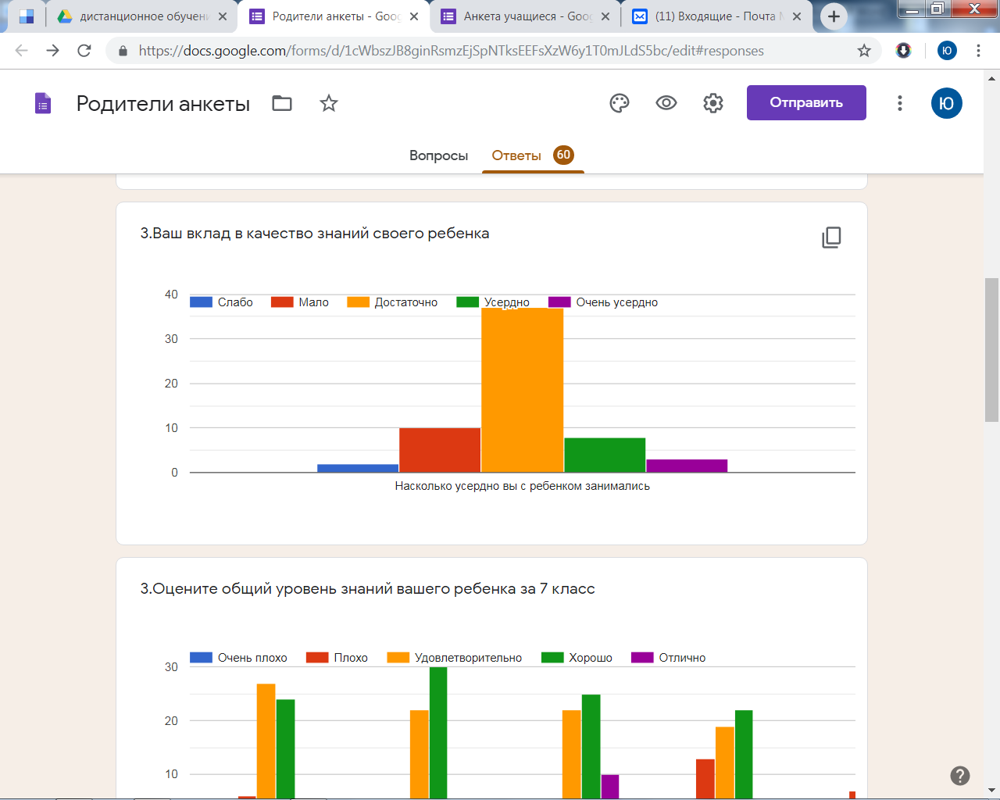 дистанционное обучен
Родители анкеты - Goo
Анкета учащиеся - Goo
(11) Входящие - Почта
https://docs.google.com/forms/d/1cWbszJB8ginRsmzEjSpNTksEEFsXzW6y1T0mJLdS5bc/edit#responses
Ю
Родители анкеты
Отправить
Ю
Вопросы
Ответы 60
3.Ваш вклад в качество знаний своего ребенка
Слабо Мало Достаточно Усердно Очень усердно
40
30
20
10
0
Насколько усердно вы с ребенком занимались
3.Оцените общий уровень знаний вашего ребенка за 7 класс
Очень плохо Плохо Удовлетворительно Хорошо Отлично
30
20
10